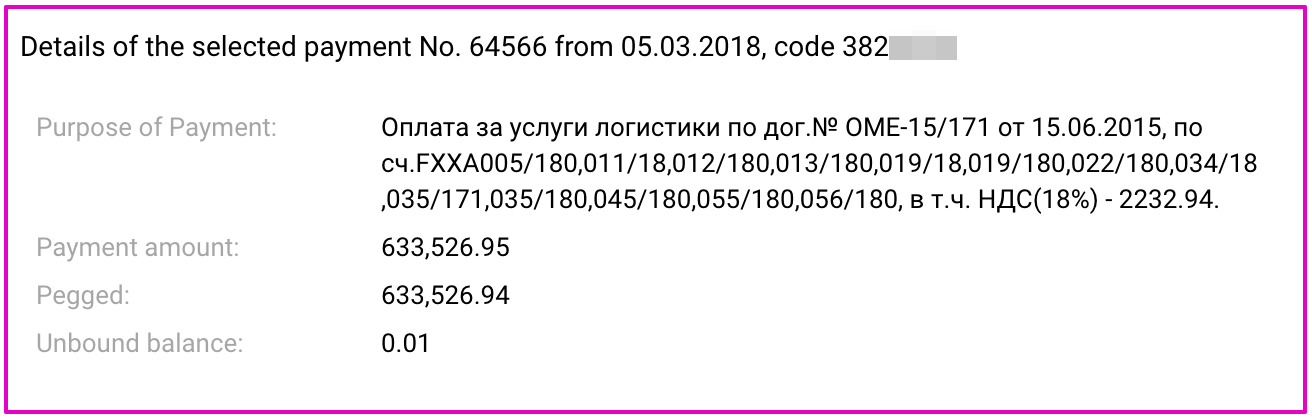 Details of the selected payment No. 64566 from 05.03.2018, code 382
Purpose of Payment:
Оплата за услуги логистики по дог.№ OME-15/171 от 15.06.2015, по
сч.FXXA005/180,011/18,012/180,013/180,019/18,019/180,022/180,034/18
,035/171,035/180,045/180,055/180,056/180, в т.ч. НДС(18%) - 2232.94.
Payment amount:
633,526.95
Pegged:
633,526.94
Unbound balance:
0.01